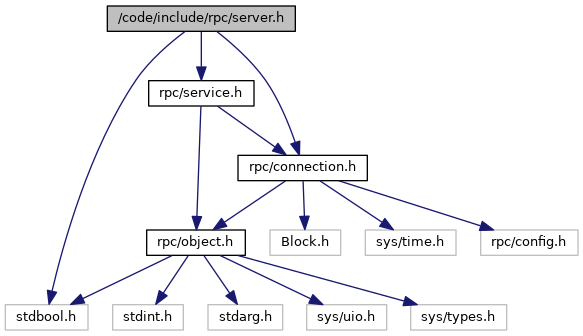 /code/include/rpc/server.h
rpc/service.h
rpc/connection.h
rpc/object.h
Block.h
sys/time.h
rpc/config.h
stdbool.h
stdint.h
stdarg.h
sys/uio.h
sys/types.h